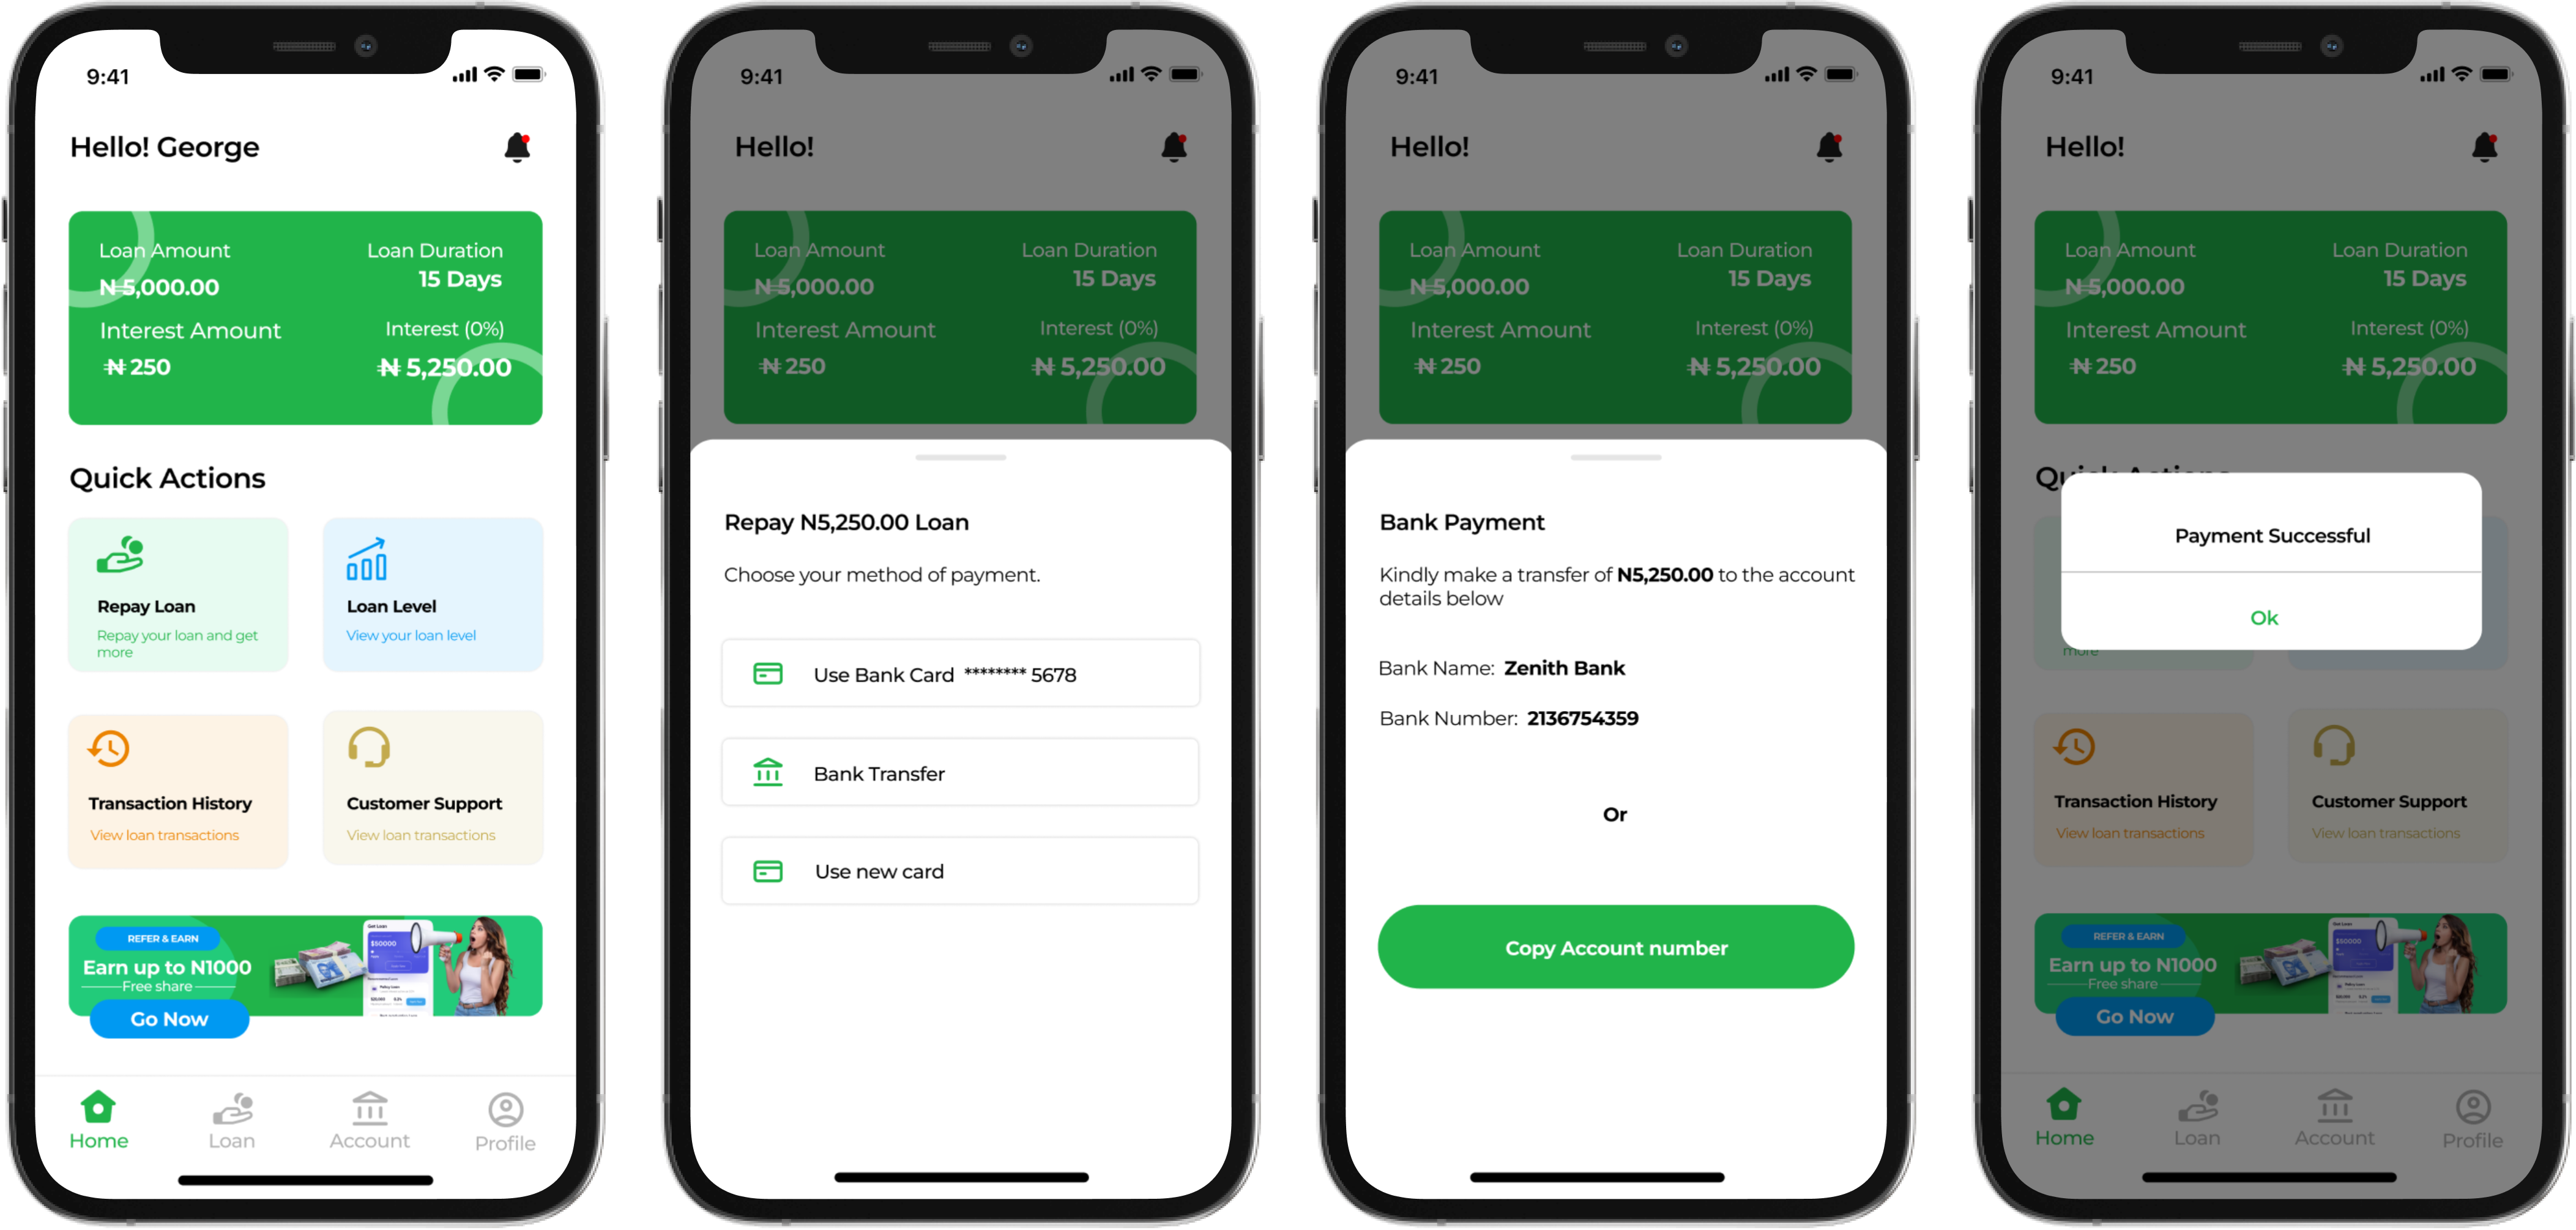 9:41
Hello! George
Loan Amount
Loan Duration
₦5,000.00
15 Days
Interest Amount
Interest (0%)
₦ 250
₦ 5,250.00
Quick Actions
Repay Loan
Repay your loan and get
more
Loan Level
View your loan level
Transaction History
View loan transactions
Customer Support
View loan transactions
REFER & EARN
Earn up to N1000
Free share
Go Now
Get Loan
$50000
Home
Loan
Account
Profile
9:41
Hello!
Loan Amount
Loan Duration
₦5,000.00
15 Days
Interest Amount
Interest (0%)
₦ 250
₦ 5,250.00
Repay N5,250.00 Loan
Choose your method of payment.
Use Bank Card ******** 5678
Bank Transfer
Use new card
9:41
Hello!
Loan Amount
Loan Duration
₦5,000.00
15 Days
Interest Amount
Interest (0%)
₦ 250
₦ 5,250.00
Bank Payment
Kindly make a transfer of N5,250.00 to the account
details below
Bank Name: Zenith Bank
Bank Number: 2136754359
Or
Copy Account number
9:41
Hello!
Loan Amount
Loan Duration
₦5,000.00
15 Days
Interest Amount
Interest (0%)
₦ 250
₦ 5,250.00
Quick Actions
Payment Successful
Ok
more
Transaction History
View loan transactions
Customer Support
View loan transactions
REFER & EARN
Earn up to N1000
Free share
Go Now
$50000
Home
Loan
Account
Profile